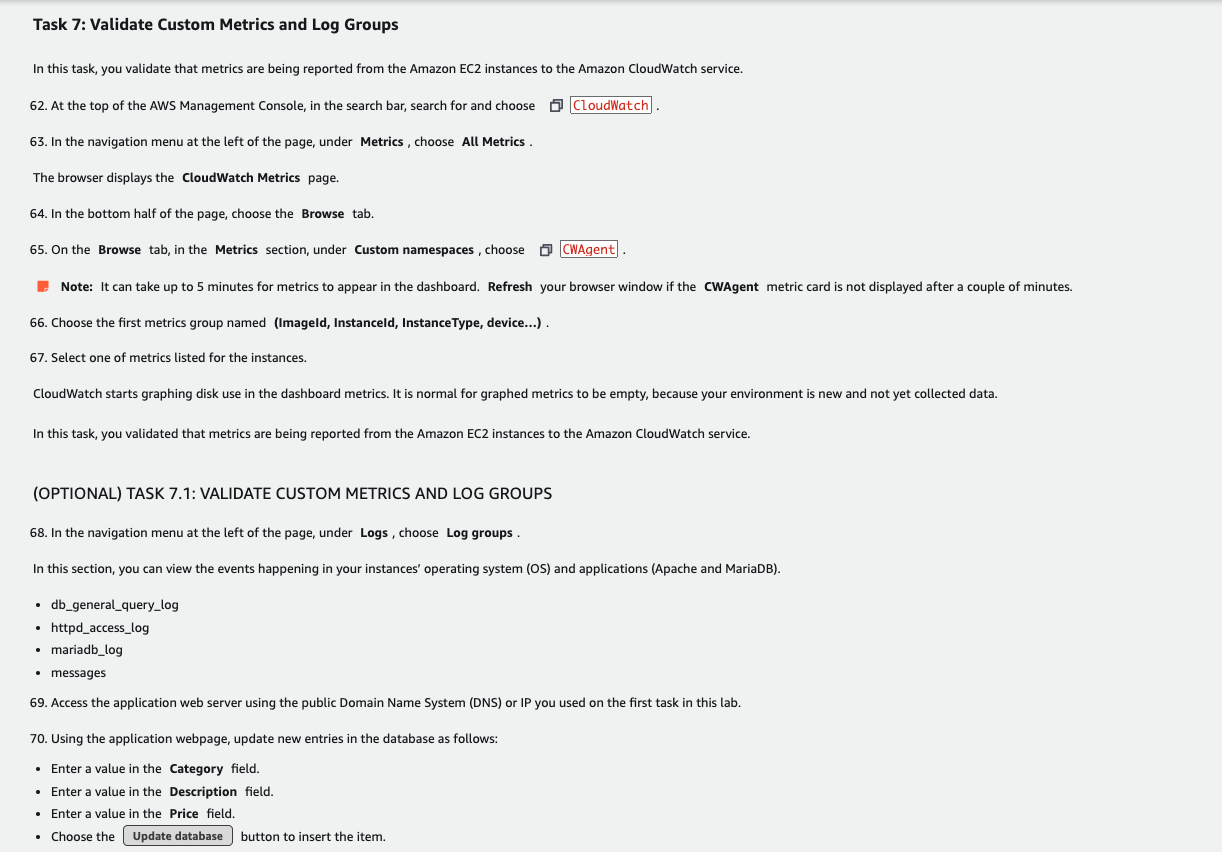 Task 7: Validate Custom Metrics and Log Groups
In this task, you validate that metrics are being reported from the Amazon EC2 instances to the Amazon CloudWatch service.
62. At the top of the AWS Management Console, in the search bar, search for and choose CloudWatch .
63. In the navigation menu at the left of the page, under Metrics , choose All Metrics .
The browser displays the CloudWatch Metrics page.
64. In the bottom half of the page, choose the Browse tab.
65. On the Browse tab, in the Metrics section, under Custom namespaces , choose CWAgent .
Note: It can take up to 5 minutes for metrics to appear in the dashboard. Refresh your browser window if the CWAgent metric card is not displayed after a couple of minutes.
66. Choose the first metrics group named (ImageId, InstanceId, InstanceType, device...) .
67. Select one of metrics listed for the instances.
CloudWatch starts graphing disk use in the dashboard metrics. It is normal for graphed metrics to be empty, because your environment is new and not yet collected data.
In this task, you validated that metrics are being reported from the Amazon EC2 instances to the Amazon CloudWatch service.
(OPTIONAL) TASK 7.1: VALIDATE CUSTOM METRICS AND LOG GROUPS
68. In the navigation menu at the left of the page, under Logs , choose Log groups .
In this section, you can view the events happening in your instances’ operating system (OS) and applications (Apache and MariaDB).
• db_general_query_log
• httpd_access_log
• mariadb_log
• messages
69. Access the application web server using the public Domain Name System (DNS) or IP you used on the first task in this lab.
70. Using the application webpage, update new entries in the database as follows:
• Enter a value in the Category field.
• Enter a value in the Description field.
• Enter a value in the Price field.
• Choose the Update database button to insert the item.